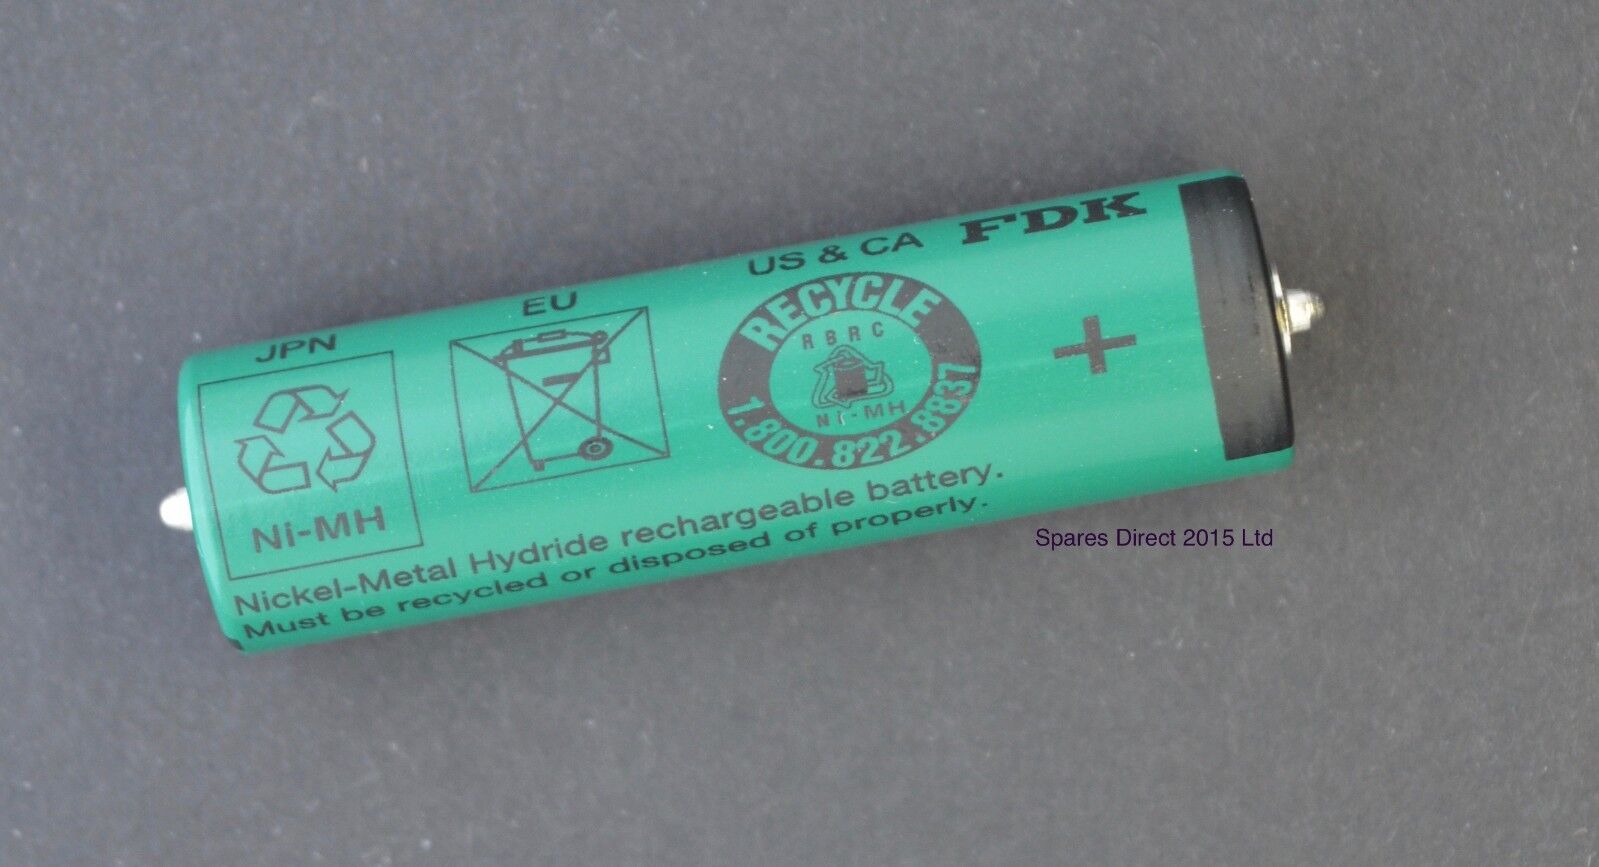 JPN
Ni-MH
EU
US & CA
RECYCLE
RBRC
Ni-MH
1.800.822.8837
FDK
+
Nickel-Metal Hydride rechargeable battery.
Must be recycled or disposed of properly.
Spares Direct 2015 Ltd